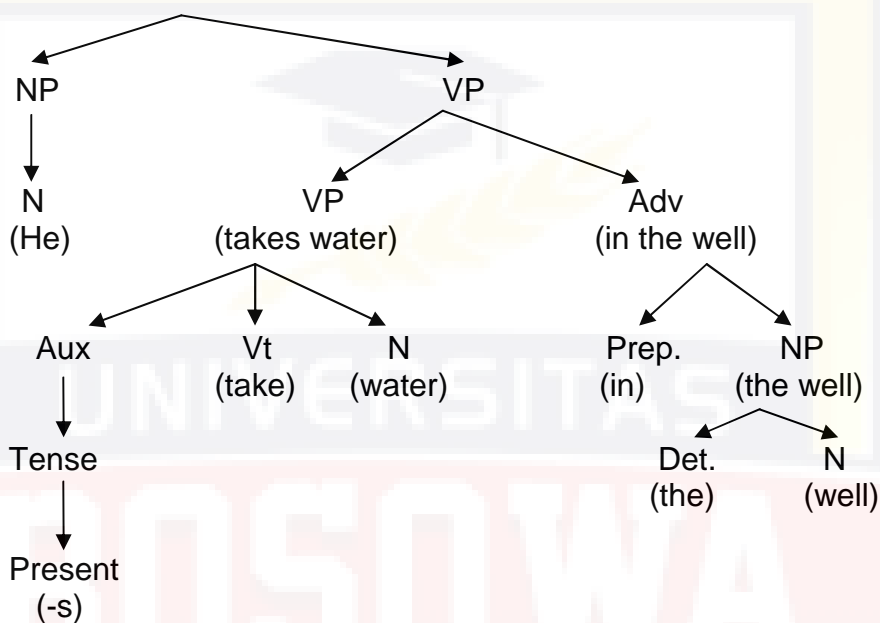 NP VP
N VP Adv
(He) (takes water) (in the well)
Aux Vt N Prep. NP
(take) (water) (in) (the well)
Tense Det. N
(the) (well)
Present
(-s)
UNIVERSITAS
BOSOWA